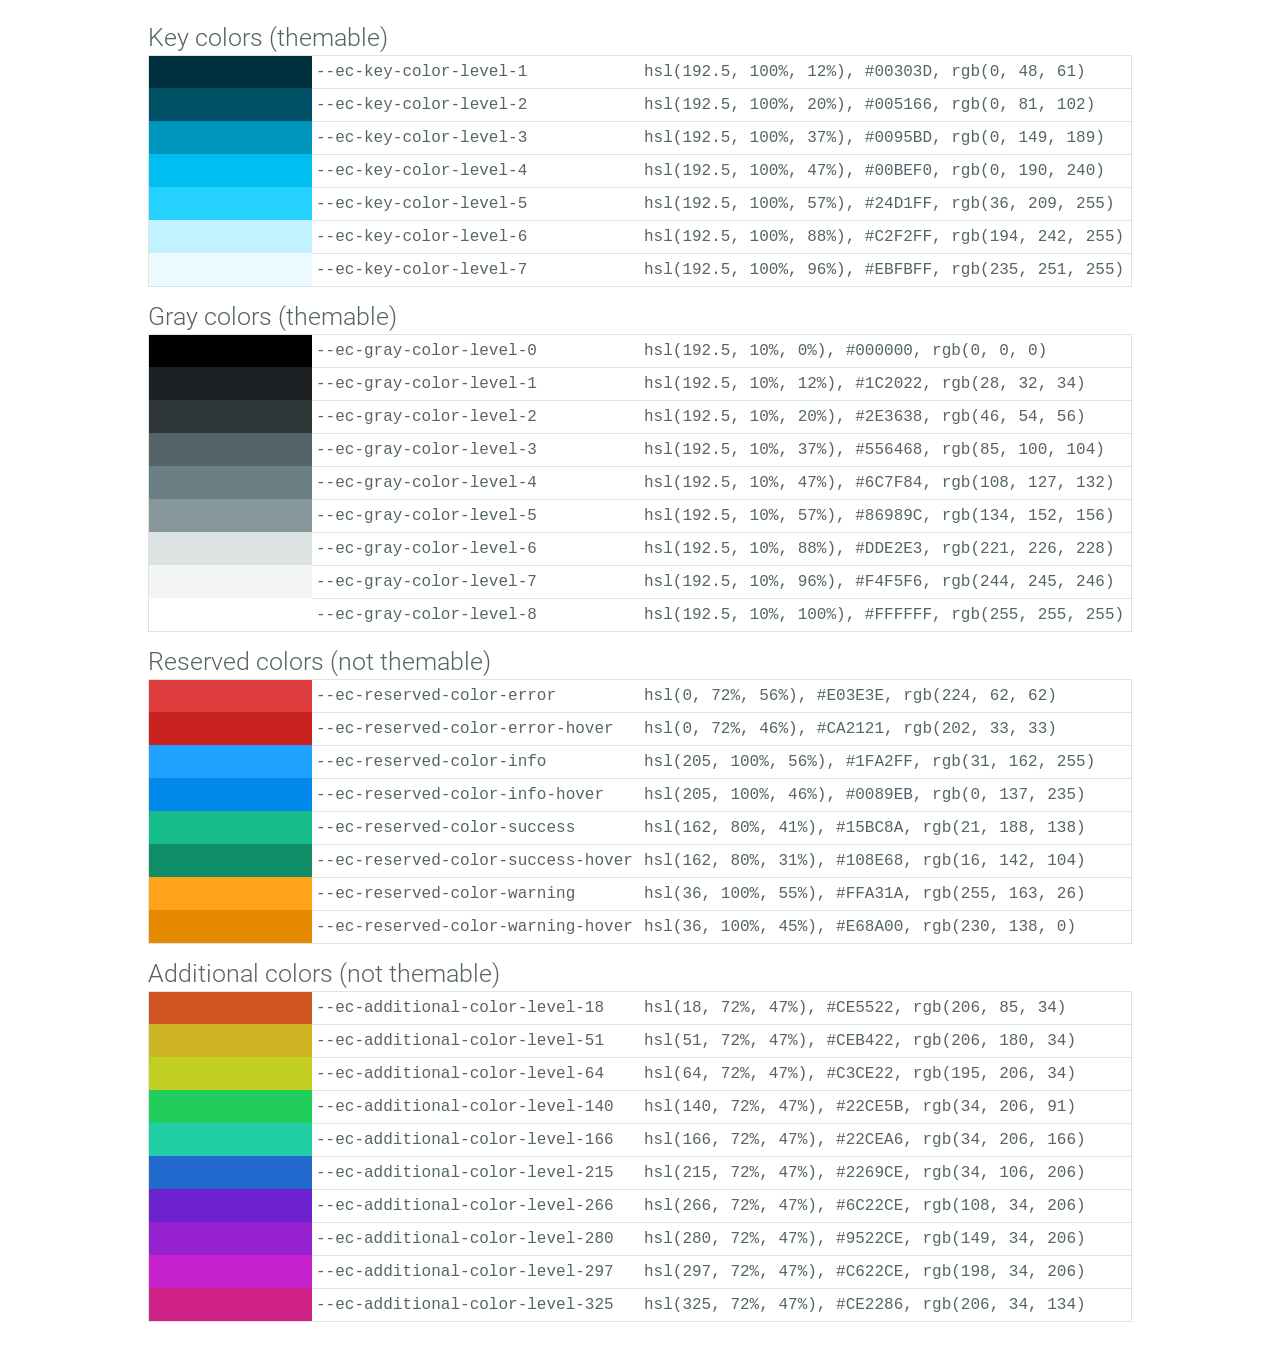 Key colors (themable)
--ec-key-color-level-1 hsl(192.5, 100%, 12%), #00303D, rgb(0, 48, 61)
--ec-key-color-level-2 hsl(192.5, 100%, 20%), #005166, rgb(0, 81, 102)
--ec-key-color-level-3 hsl(192.5, 100%, 37%), #0095BD, rgb(0, 149, 189)
--ec-key-color-level-4 hsl(192.5, 100%, 47%), #00BEF0, rgb(0, 190, 240)
--ec-key-color-level-5 hsl(192.5, 100%, 57%), #24D1FF, rgb(36, 209, 255)
--ec-key-color-level-6 hsl(192.5, 100%, 88%), #C2F2FF, rgb(194, 242, 255)
--ec-key-color-level-7 hsl(192.5, 100%, 96%), #EBFBFF, rgb(235, 251, 255)
Gray colors (themable)
--ec-gray-color-level-0 hsl(192.5, 10%, 0%), #000000, rgb(0, 0, 0)
--ec-gray-color-level-1 hsl(192.5, 10%, 12%), #1C2022, rgb(28, 32, 34)
--ec-gray-color-level-2 hsl(192.5, 10%, 20%), #2E3638, rgb(46, 54, 56)
--ec-gray-color-level-3 hsl(192.5, 10%, 37%), #556468, rgb(85, 100, 104)
--ec-gray-color-level-4 hsl(192.5, 10%, 47%), #6C7F84, rgb(108, 127, 132)
--ec-gray-color-level-5 hsl(192.5, 10%, 57%), #86989C, rgb(134, 152, 156)
--ec-gray-color-level-6 hsl(192.5, 10%, 88%), #DDE2E3, rgb(221, 226, 228)
--ec-gray-color-level-7 hsl(192.5, 10%, 96%), #F4F5F6, rgb(244, 245, 246)
--ec-gray-color-level-8 hsl(192.5, 10%, 100%), #FFFFFF, rgb(255, 255, 255)
Reserved colors (not themable)
--ec-reserved-color-error hsl(0, 72%, 56%), #E03E3E, rgb(224, 62, 62)
--ec-reserved-color-error-hover hsl(0, 72%, 46%), #CA2121, rgb(202, 33, 33)
--ec-reserved-color-info hsl(205, 100%, 56%), #1FA2FF, rgb(31, 162, 255)
--ec-reserved-color-info-hover hsl(205, 100%, 46%), #0089EB, rgb(0, 137, 235)
--ec-reserved-color-success hsl(162, 80%, 41%), #15BC8A, rgb(21, 188, 138)
--ec-reserved-color-success-hover hsl(162, 80%, 31%), #108E68, rgb(16, 142, 104)
--ec-reserved-color-warning hsl(36, 100%, 55%), #FFA31A, rgb(255, 163, 26)
--ec-reserved-color-warning-hover hsl(36, 100%, 45%), #E68A00, rgb(230, 138, 0)
Additional colors (not themable)
--ec-additional-color-level-18 hsl(18, 72%, 47%), #CE5522, rgb(206, 85, 34)
--ec-additional-color-level-51 hsl(51, 72%, 47%), #CEB422, rgb(206, 180, 34)
--ec-additional-color-level-64 hsl(64, 72%, 47%), #C3CE22, rgb(195, 206, 34)
--ec-additional-color-level-140 hsl(140, 72%, 47%), #22CE5B, rgb(34, 206, 91)
--ec-additional-color-level-166 hsl(166, 72%, 47%), #22CEA6, rgb(34, 206, 166)
--ec-additional-color-level-215 hsl(215, 72%, 47%), #2269CE, rgb(34, 106, 206)
--ec-additional-color-level-266 hsl(266, 72%, 47%), #6C22CE, rgb(108, 34, 206)
--ec-additional-color-level-280 hsl(280, 72%, 47%), #9522CE, rgb(149, 34, 206)
--ec-additional-color-level-297 hsl(297, 72%, 47%), #C622CE, rgb(198, 34, 206)
--ec-additional-color-level-325 hsl(325, 72%, 47%), #CE2286, rgb(206, 34, 134)